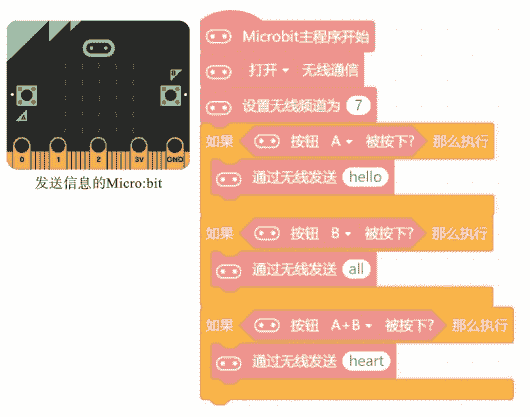 Microbit主程序开始
打开 无线通信
设置无线频道为 7
如果 按钮 A 被按下? 那么执行
通过无线发送 hello
如果 按钮 B 被按下? 那么执行
通过无线发送 all
如果 按钮 A+B 被按下? 那么执行
通过无线发送 heart
B
A
0 1 2 3V GND
发送信息的Micro:bit